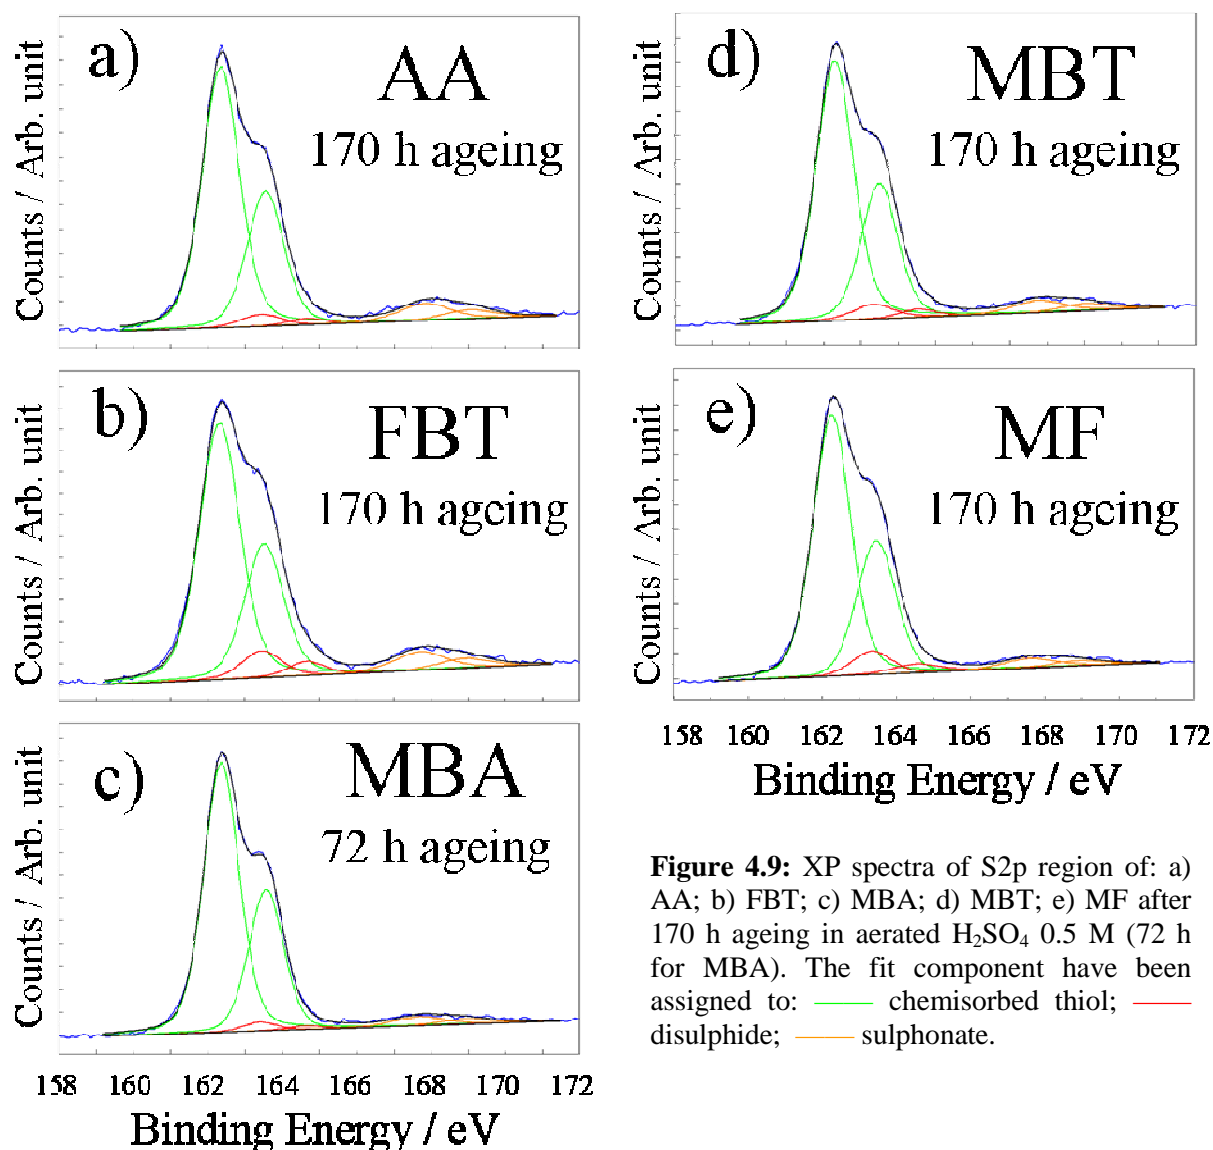 a)
AA
170 h ageing
Counts / Arb. unit
b)
FBT
170 h ageing
Counts / Arb. unit
c)
MBA
72 h ageing
Counts / Arb. unit
158 160 162 164 166 168 170 172
Binding Energy / eV
d)
MBT
170 h ageing
Counts / Arb. unit
e)
MF
170 h ageing
Counts / Arb. unit
158 160 162 164 166 168 170 172
Binding Energy / eV
Figure 4.9: XP spectra of S2p region of: a)
AA; b) FBT; c) MBA; d) MBT; e) MF after
170 h ageing in aerated H₂SO₄ 0.5 M (72 h
for MBA). The fit component have been
assigned to: chemisorbed thiol;
disulphide; sulphonate.